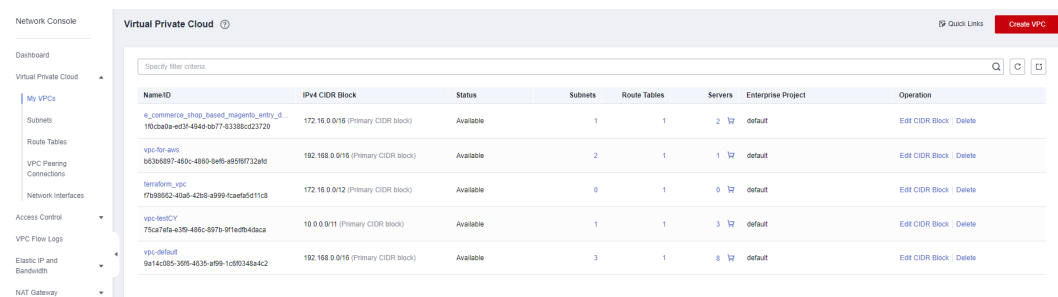 Network Console
Virtual Private Cloud
Quick Links
Create VPC
Dashboard
Virtual Private Cloud
My VPCs
Subnets
Route Tables
VPC Peering
Connections
Network Interfaces
Access Control
VPC Flow Logs
Elastic IP and
Bandwidth
NAT Gateway
Specify filter criteria.
Name/ID IPv4 CIDR Block Status Subnets Route Tables Servers Enterprise Project Operation
e_commerce_shop_based_magento_entry_d...
1f0cba0a-ed3f-494d-bb77-83388cd23720
172.16.0.0/16 (Primary CIDR block) Available 1 1 2 default Edit CIDR Block Delete
vpc-for-aws
b63b6897-460c-4860-8ef6-a95f6f732afd
192.168.0.0/16 (Primary CIDR block) Available 2 1 1 default Edit CIDR Block Delete
terraform_vpc
f7b98662-40a6-42b8-a999-fcaefa5d11c8
172.16.0.0/12 (Primary CIDR block) Available 0 1 0 default Edit CIDR Block Delete
vpc-testCY
75ca7efa-e3f9-486c-897b-9f1edfb4daca
10.0.0.0/11 (Primary CIDR block) Available 1 1 3 default Edit CIDR Block Delete
vpc-default
9a14c085-36f6-4635-af99-1c6f0348a4c2
192.168.0.0/16 (Primary CIDR block) Available 3 1 8 default Edit CIDR Block Delete